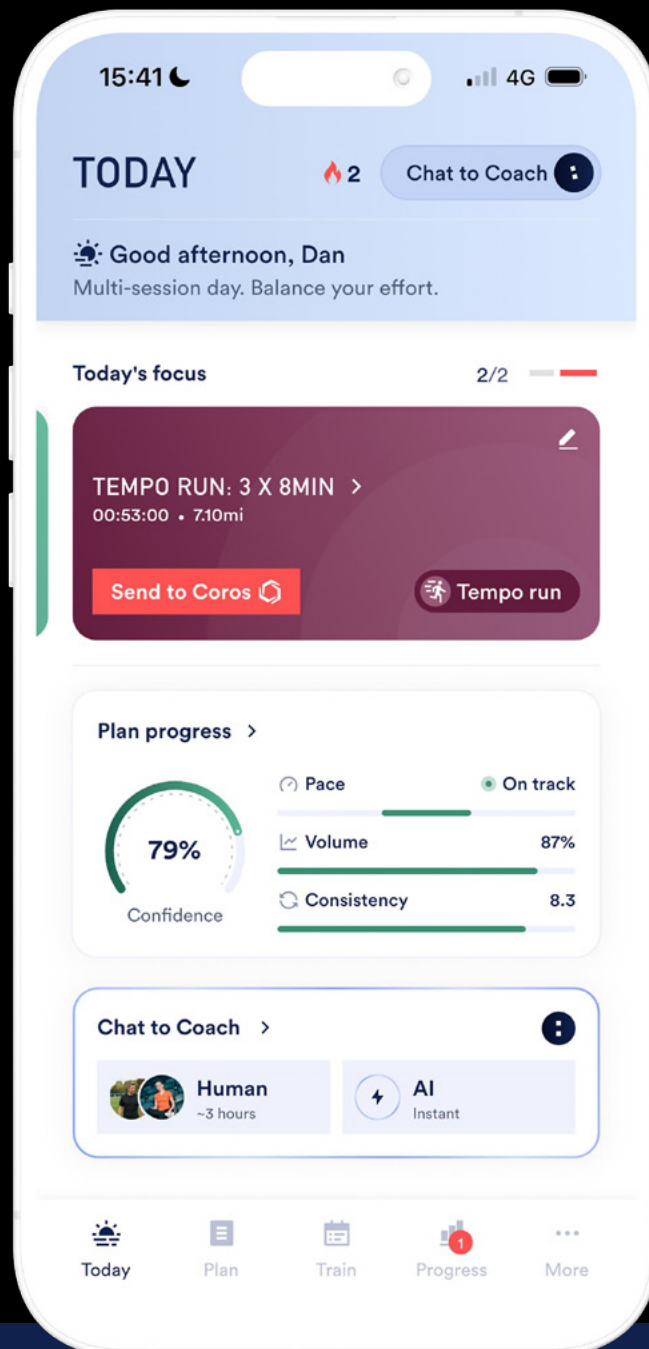 15:41 4G
TODAY 2 Chat to Coach
Good afternoon, Dan
Multi-session day. Balance your effort.
Today's focus 2/2
TEMPO RUN: 3 X 8MIN >
00:53:00 • 7.10mi
Send to Coros Tempo run
Plan progress >
79%
Confidence
Pace On track
Volume 87%
Consistency 8.3
Chat to Coach >
Human
~3 hours
AI
Instant
1
Today Plan Train Progress More